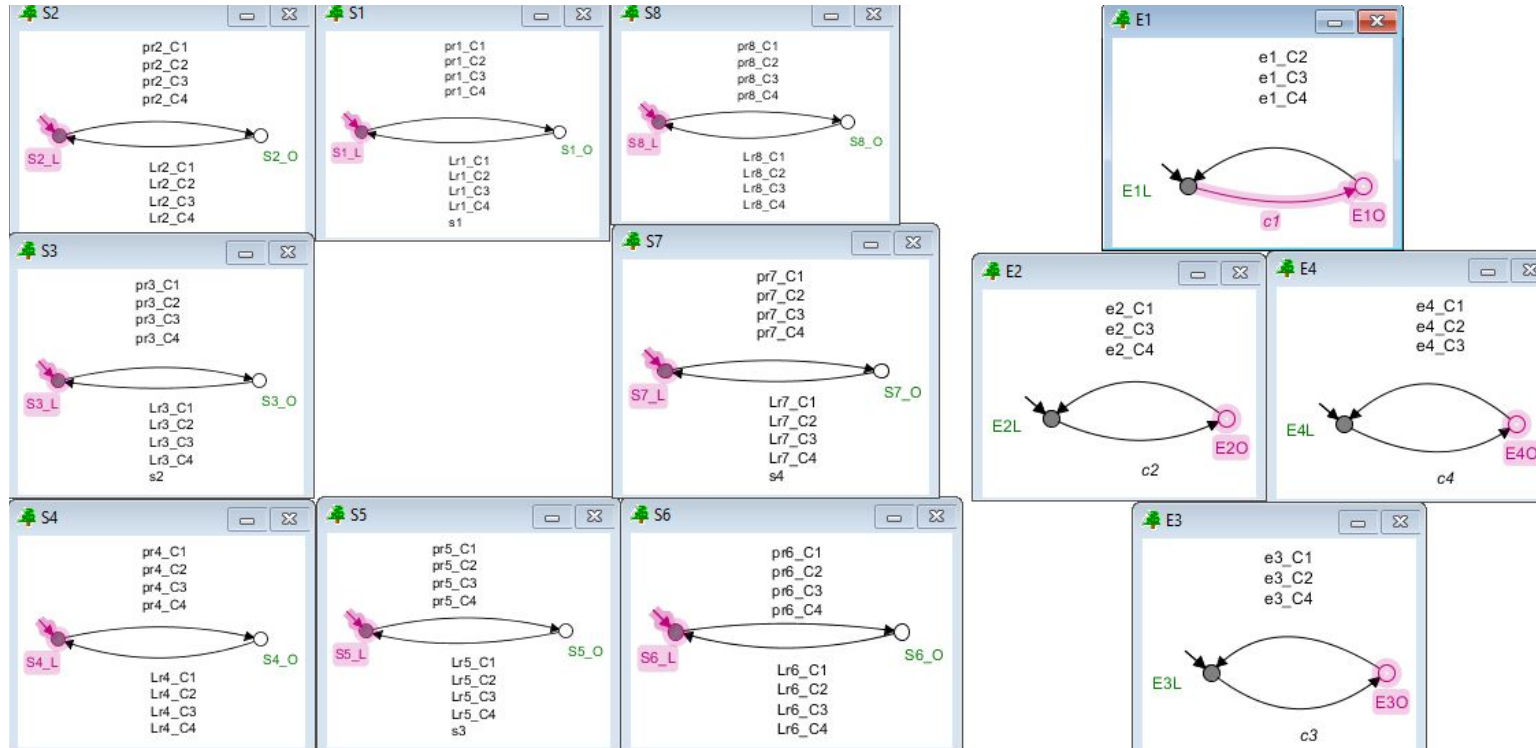 S2
pr2_C1
pr2_C2
pr2_C3
pr2_C4
S2_L
S2_O
Lr2_C1
Lr2_C2
Lr2_C3
Lr2_C4
S1
pr1_C1
pr1_C2
pr1_C3
pr1_C4
S1_L
S1_O
Lr1_C1
Lr1_C2
Lr1_C3
Lr1_C4
s1
S8
pr8_C1
pr8_C2
pr8_C3
pr8_C4
S8_L
S8_O
Lr8_C1
Lr8_C2
Lr8_C3
Lr8_C4
E1
e1_C2
e1_C3
e1_C4
E1L
c1
E1O
S3
pr3_C1
pr3_C2
pr3_C3
pr3_C4
S3_L
S3_O
Lr3_C1
Lr3_C2
Lr3_C3
Lr3_C4
s2
S7
pr7_C1
pr7_C2
pr7_C3
pr7_C4
S7_L
S7_O
Lr7_C1
Lr7_C2
Lr7_C3
Lr7_C4
s4
E2
e2_C1
e2_C3
e2_C4
E2L
E2O
c2
E4
e4_C1
e4_C2
e4_C3
E4L
E4O
c4
S4
pr4_C1
pr4_C2
pr4_C3
pr4_C4
S4_L
S4_O
Lr4_C1
Lr4_C2
Lr4_C3
Lr4_C4
S5
pr5_C1
pr5_C2
pr5_C3
pr5_C4
S5_L
S5_O
Lr5_C1
Lr5_C2
Lr5_C3
Lr5_C4
s3
S6
pr6_C1
pr6_C2
pr6_C3
pr6_C4
S6_L
S6_O
Lr6_C1
Lr6_C2
Lr6_C3
Lr6_C4
E3
e3_C1
e3_C2
e3_C4
E3L
E3O
c3